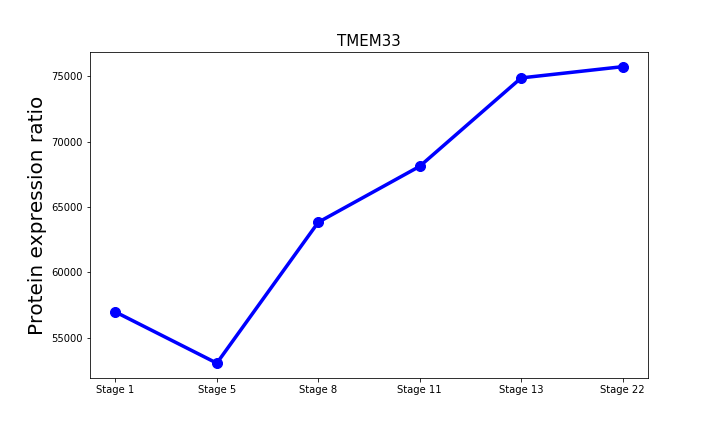 TMEM33
Protein expression ratio
75000
70000
65000
60000
55000
Stage 1 Stage 5 Stage 8 Stage 11 Stage 13 Stage 22